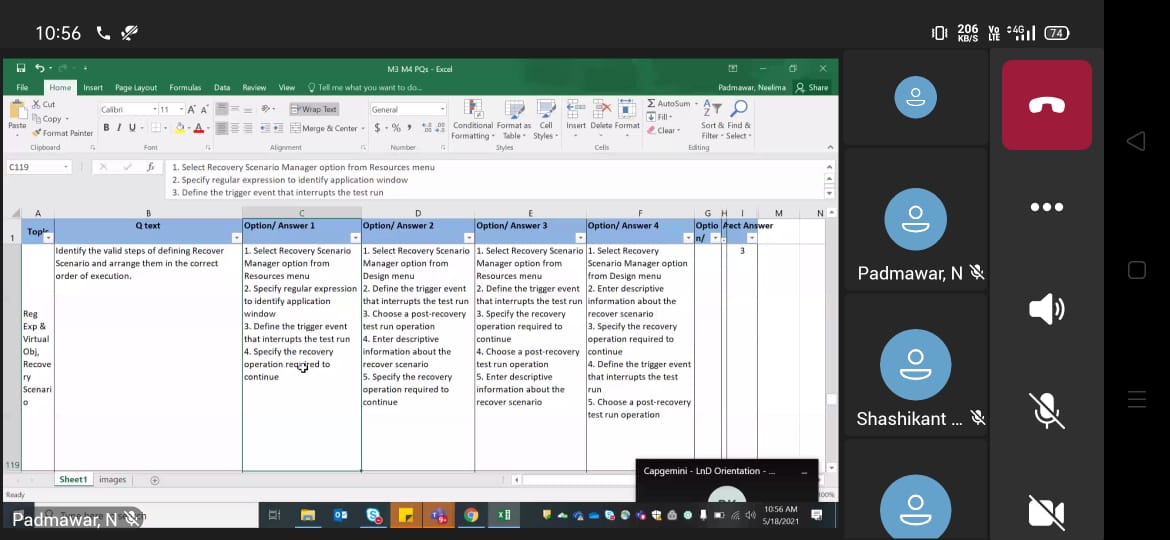 10:56
206
KB/S
Vo
LTE
4G
74
M3 M4 PQs - Excel
File Home Insert Page Layout Formulas Data Review View Tell me what you want to do... Padmawar, Neelima Share
Paste
Cut
Copy
Format Painter
Clipboard
Calibri 11 A A
B I U A
Font
Wrap Text
Merge & Center
Alignment
General
$ % ,
Number
Conditional Formatting
Format as Table
Cell Styles
Styles
Insert Delete Format
Cells
AutoSum
Fill
Clear
Sort & Filter
Find & Select
Editing
C119
fx
1. Select Recovery Scenario Manager option from Resources menu
2. Specify regular expression to identify application window
3. Define the trigger event that interrupts the test run
A B C D E F G H I M N
1
Topic
Q text
Option/ Answer 1
Option/ Answer 2
Option/ Answer 3
Option/ Answer 4
Optio
n/
rect Answer
Reg
Exp &
Virtual
Obj,
Recove
ry
Scenari
o
Identify the valid steps of defining Recover
Scenario and arrange them in the correct
order of execution.
1. Select Recovery Scenario
Manager option from
Resources menu
2. Specify regular expression
to identify application
window
3. Define the trigger event
that interrupts the test run
4. Specify the recovery
operation required to
continue
1. Select Recovery Scenario
Manager option from
Design menu
2. Define the trigger event
that interrupts the test run
3. Choose a post-recovery
test run operation
4. Enter descriptive
information about the
recover scenario
5. Specify the recovery
operation required to
continue
1. Select Recovery Scenario
Manager option from
Resources menu
2. Define the trigger event
that interrupts the test run
3. Specify the recovery
operation required to
continue
4. Choose a post-recovery
test run operation
5. Enter descriptive
information about the
recover scenario
1. Select Recovery
Scenario Manager option
from Design menu
2. Enter descriptive
information about the
recover scenario
3. Specify the recovery
operation required to
continue
4. Define the trigger event
that interrupts the test
run
5. Choose a post-recovery
test run operation
3
119
Sheet1 images
Ready
Capgemini - LnD Orientation - ...
100%
10:56 AM
5/18/2021
Padmawar, N
Padmawar, N
Shashikant ...